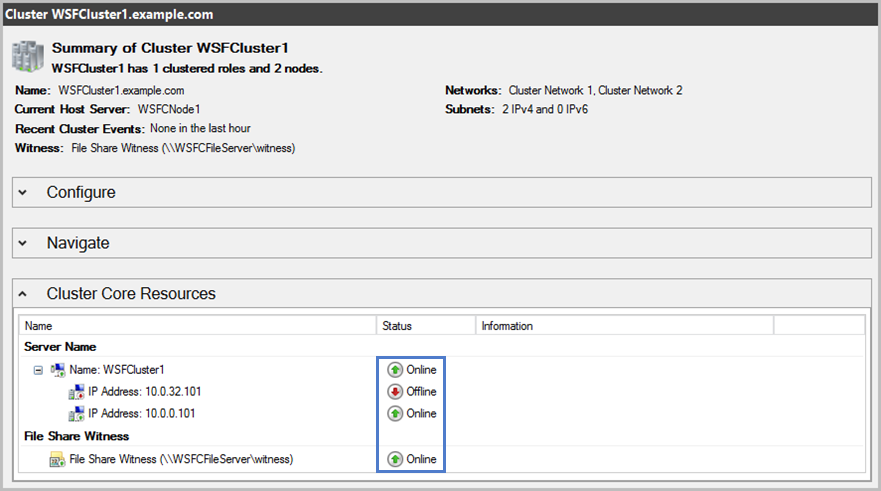 Cluster WSFCluster1.example.com
Summary of Cluster WSFCluster1
WSFCluster1 has 1 clustered roles and 2 nodes.
Name: WSFCluster1.example.com
Networks: Cluster Network 1, Cluster Network 2
Current Host Server: WSFCNode1
Subnets: 2 IPv4 and 0 IPv6
Recent Cluster Events: None in the last hour
Witness: File Share Witness (\\WSFCFileServer\witness)
Configure
Navigate
Cluster Core Resources
Name Status Information
Server Name
Name: WSFCluster1 Online
IP Address: 10.0.32.101 Offline
IP Address: 10.0.0.101 Online
File Share Witness
File Share Witness (\\WSFCFileServer\witness) Online